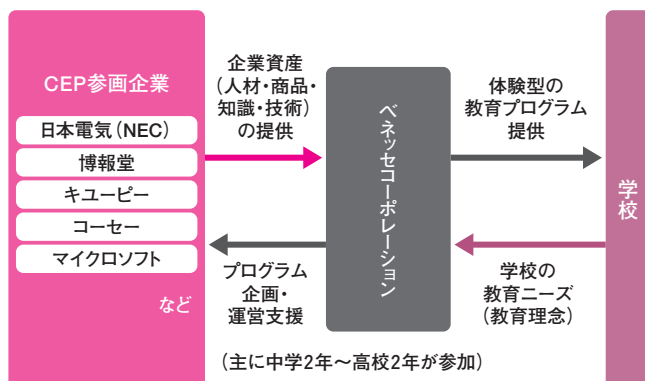 CEP参画企業
日本電気（NEC）
博報堂
キユーピー
コーセー
マイクロソフト
など
企業資産
（人材・商品・
知識・技術）
の提供
プログラム
企画・
運営支援
ベネッセコーポレーション
体験型の
教育プログラム
提供
学校の
教育ニーズ
（教育理念）
学校
（主に中学2年～高校2年が参加）